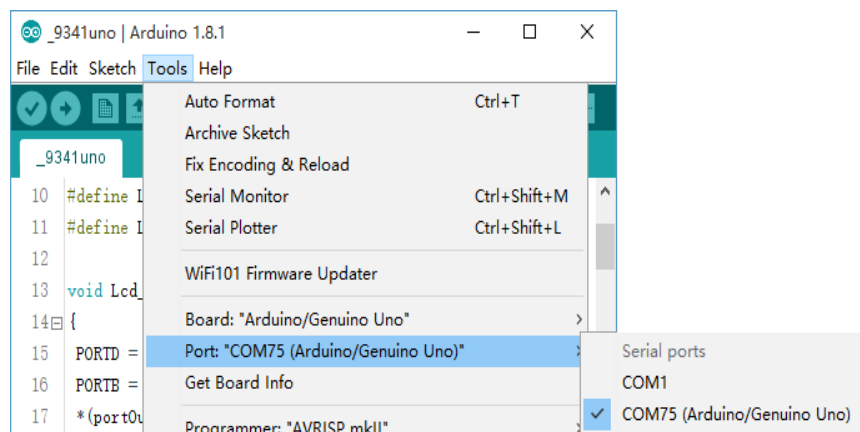 _9341uno | Arduino 1.8.1
File Edit Sketch Tools Help
Auto Format Ctrl+T
Archive Sketch
_9341uno
Fix Encoding & Reload
10 #define
Serial Monitor Ctrl+Shift+M
11 #define
Serial Plotter Ctrl+Shift+L
12
WiFi101 Firmware Updater
13 void Lcd_
14 {
Board: "Arduino/Genuino Uno"
15 PORTD =
Port: "COM75 (Arduino/Genuino Uno)"
Serial ports
16 PORTB =
Get Board Info
COM1
17 *(portOu
Programmer: "AVRISP mkII"
COM75 (Arduino/Genuino Uno)